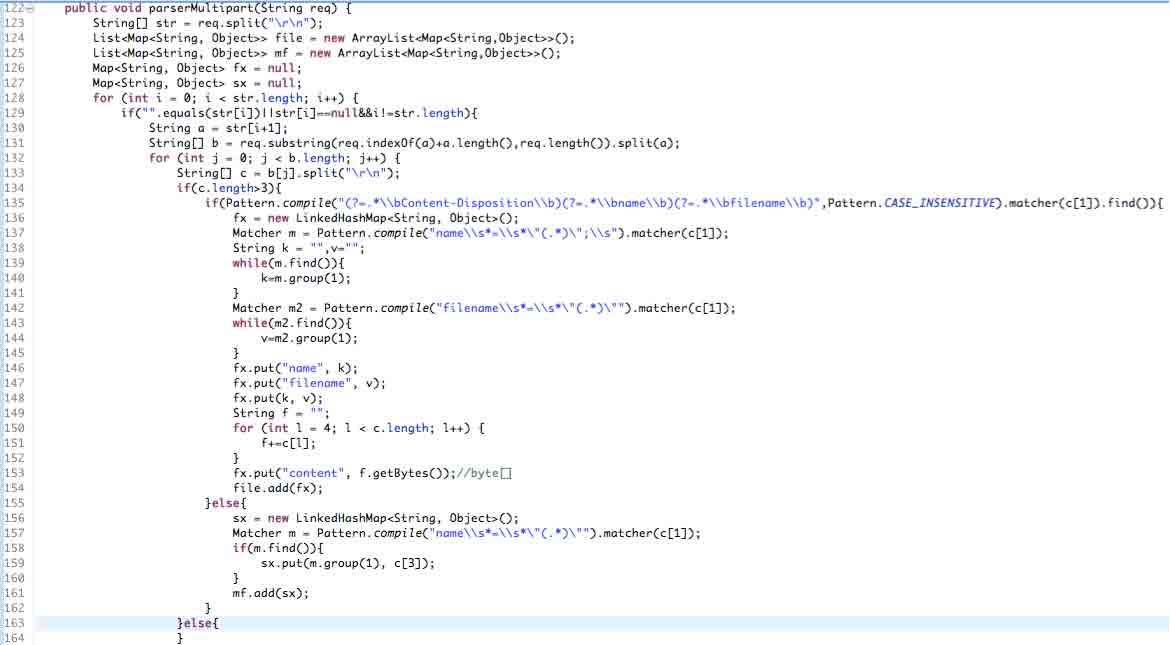 122 public void parserMultipart(String req) {
123 String[] str = req.split("\r\n");
124 List<Map<String, Object>> file = new ArrayList<Map<String,Object>>();
125 List<Map<String, Object>> mf = new ArrayList<Map<String,Object>>();
126 Map<String, Object> fx = null;
127 Map<String, Object> sx = null;
128 for (int i = 0; i < str.length; i++) {
129 if("".equals(str[i])||str[i]==null&&i!=str.length){
130 String a = str[i+1];
131 String[] b = req.substring(req.indexOf(a)+a.length(),req.length()).split(a);
132 for (int j = 0; j < b.length; j++) {
133 String[] c = b[j].split("\r\n");
134 if(c.length>3){
135 if(Pattern.compile("(?=.*\\bContent-Disposition\\b)(?=.*\\bname\\b)(?=.*\\bfilename\\b)",Pattern.CASE_INSENSITIVE).matcher(c[1]).find()){
136 fx = new LinkedHashMap<String, Object>();
137 Matcher m = Pattern.compile("name\\s*=\\s*\"(.*)\";\\s").matcher(c[1]);
138 String k = "",v="";
139 while(m.find()){
140 k=m.group(1);
141 }
142 Matcher m2 = Pattern.compile("filename\\s*=\\s*\"(.*)\"").matcher(c[1]);
143 while(m2.find()){
144 v=m2.group(1);
145 }
146 fx.put("name", k);
147 fx.put("filename", v);
148 fx.put(k, v);
149 String f = "";
150 for (int l = 4; l < c.length; l++) {
151 f+=c[l];
152 }
153 fx.put("content", f.getBytes());//byte[]
154 file.add(fx);
155 }else{
156 sx = new LinkedHashMap<String, Object>();
157 Matcher m = Pattern.compile("name\\s*=\\s*\"(.*)\"").matcher(c[1]);
158 if(m.find()){
159 sx.put(m.group(1), c[3]);
160 }
161 mf.add(sx);
162 }
163 }else{
164 }